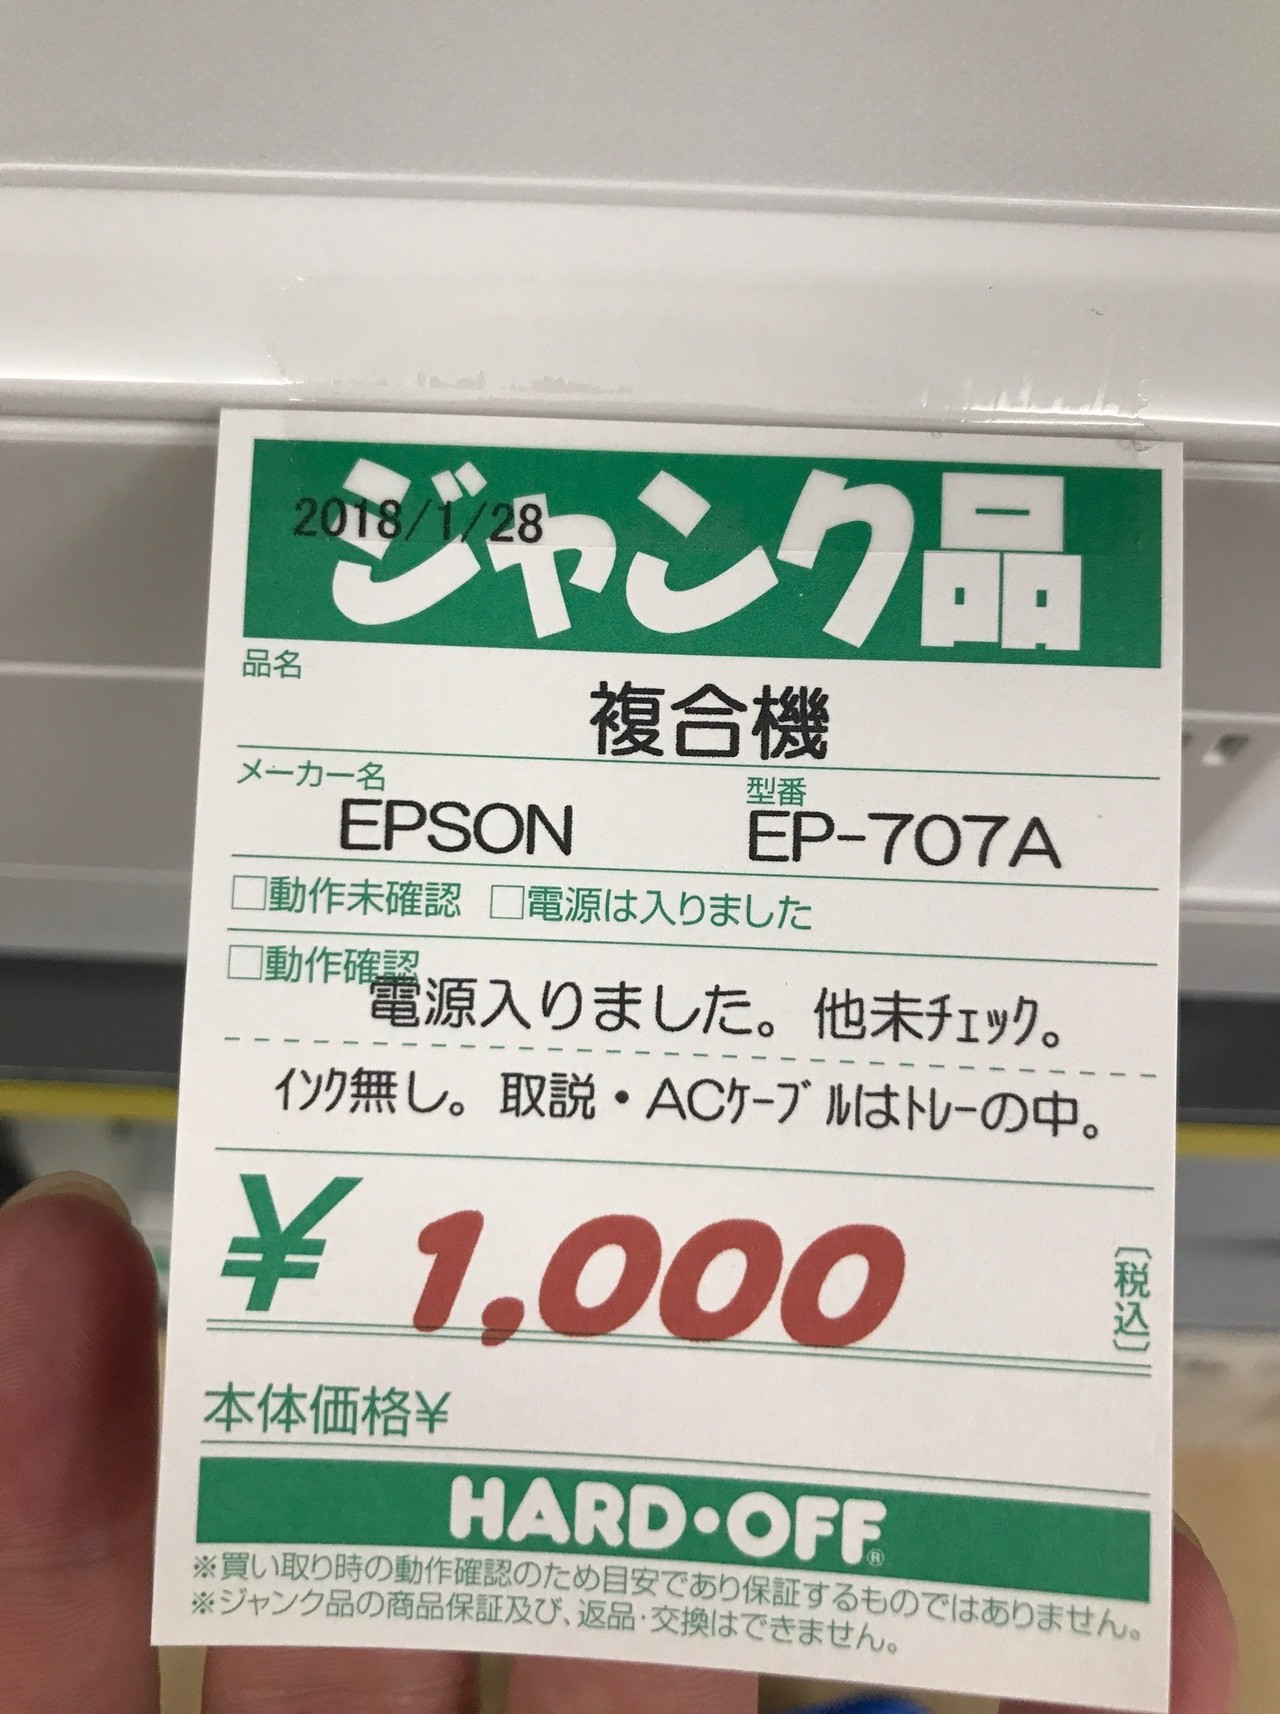 ジャンク品
2018/1/28
品名
複合機
メーカー名 型番
EPSON EP-707A
□動作未確認 □電源は入りました
□動作確認
電源入りました。他未ﾁｪｯｸ。
ｲﾝｸ無し。取説・ACｹｰﾌﾞﾙはﾄﾚｰの中。
¥1,000
〔税込〕
本体価格¥
HARD・OFF®
※買い取り時の動作確認のため目安であり保証するものではありません。
※ジャンク品の商品保証及び、返品・交換はできません。